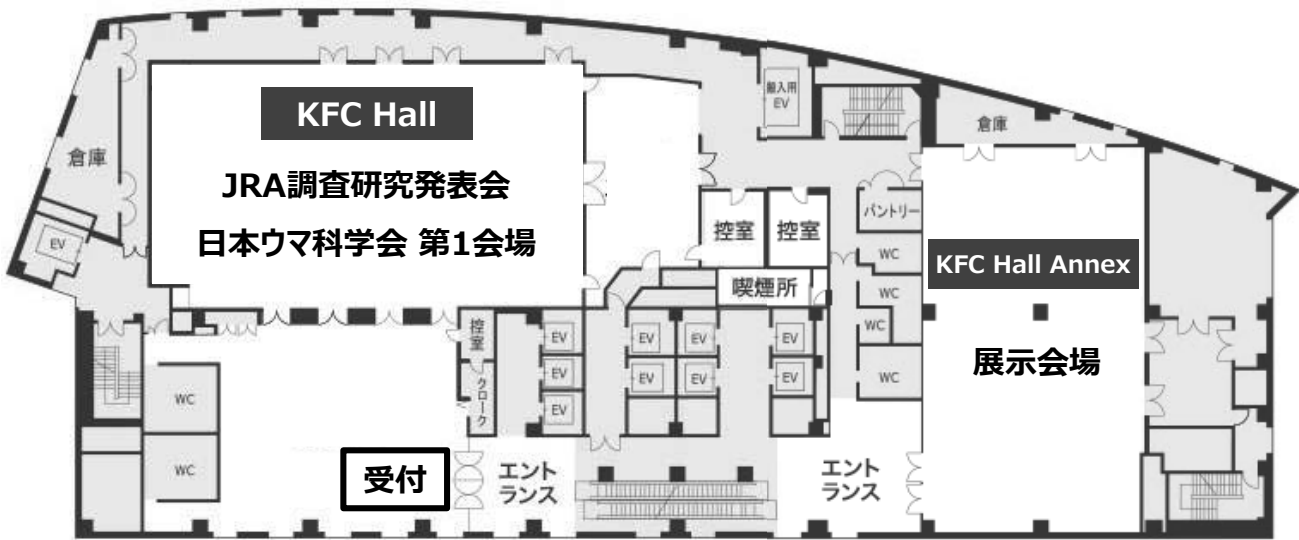 KFC Hall
JRA調査研究発表会
日本ウマ科学会 第1会場
倉庫
EV
搬入用
EV
倉庫
控室
控室
喫煙所
パントリー
WC
WC
WC
WC
KFC Hall Annex
展示会場
控室
クローク
EV
EV
EV
EV
EV
EV
EV
EV
EV
WC
WC
受付
エント
ランス
エント
ランス